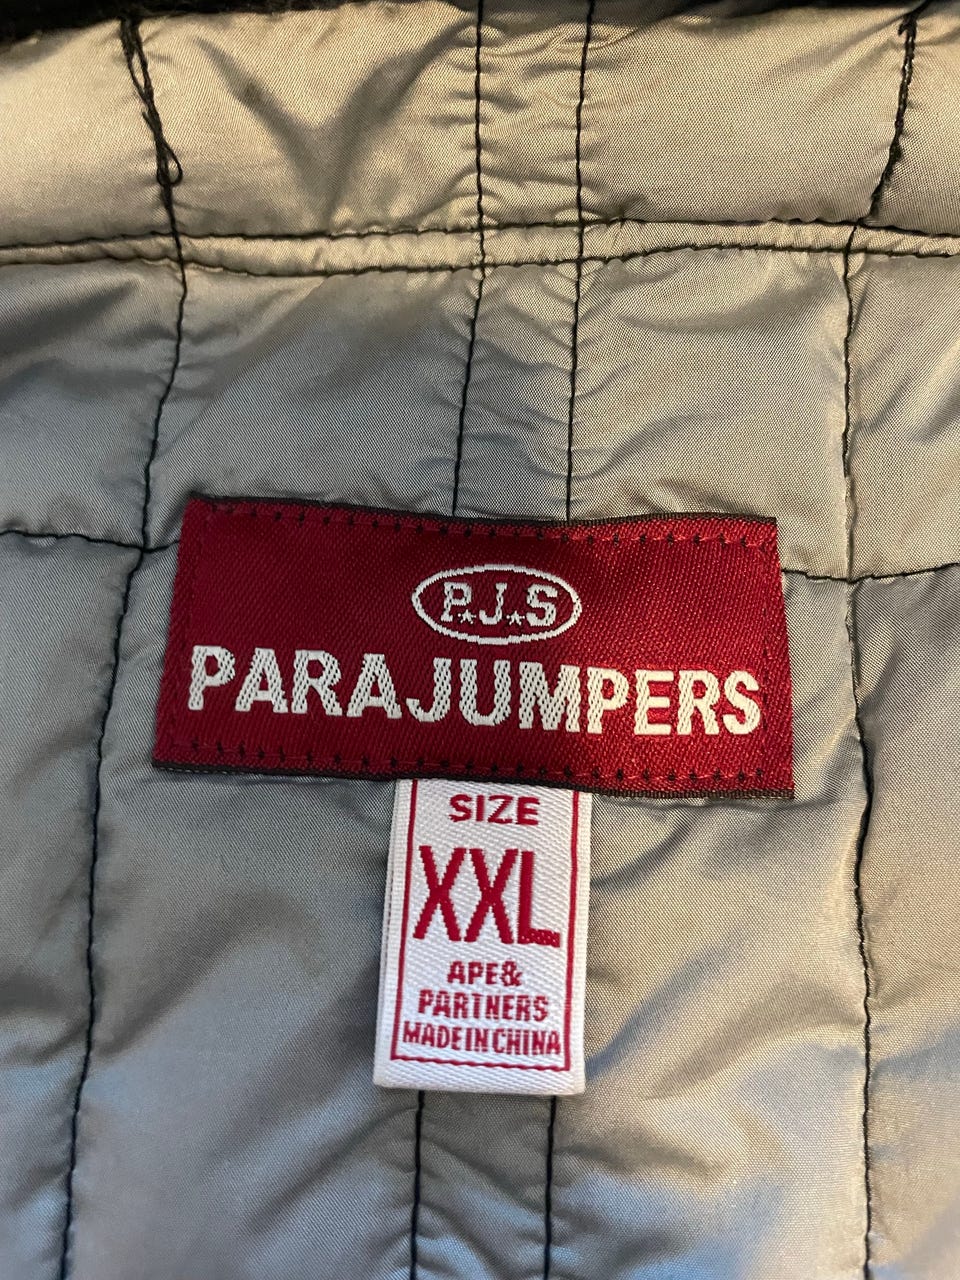 P.J.S
PARAJUMPERS
SIZE
XXL
APE&
PARTNERS
MADE IN CHINA